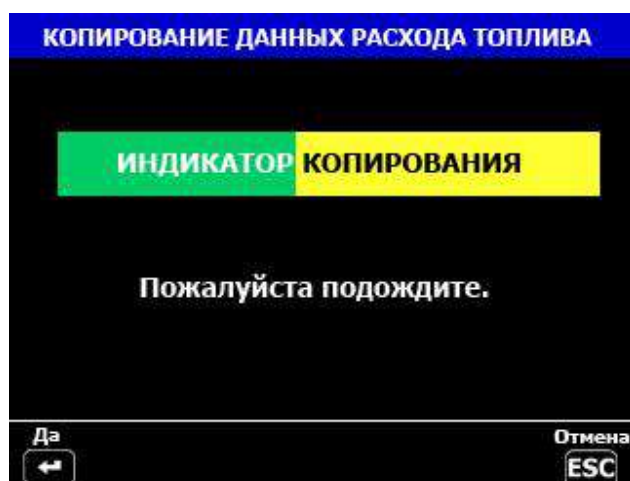 КОПИРОВАНИЕ ДАННЫХ РАСХОДА ТОПЛИВА
ИНДИКАТОР КОПИРОВАНИЯ
Пожалуйста подождите.
Да Отмена
ESC